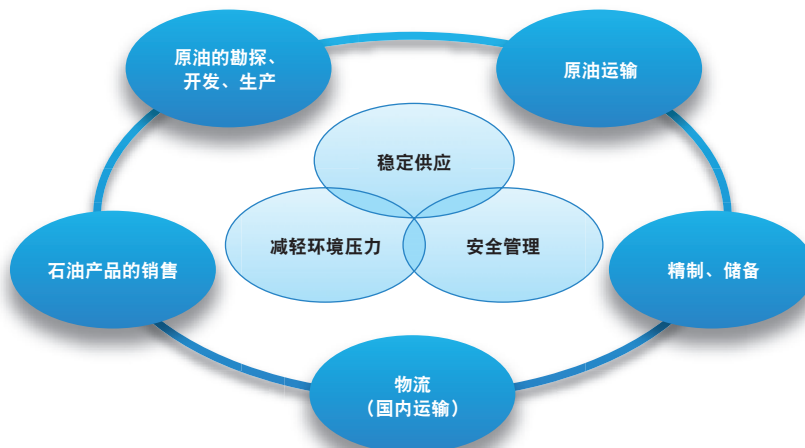 原油的勘探、
开发、生产
原油运输
稳定供应
减轻环境压力
安全管理
石油产品的销售
精制、储备
物流
（国内运输）